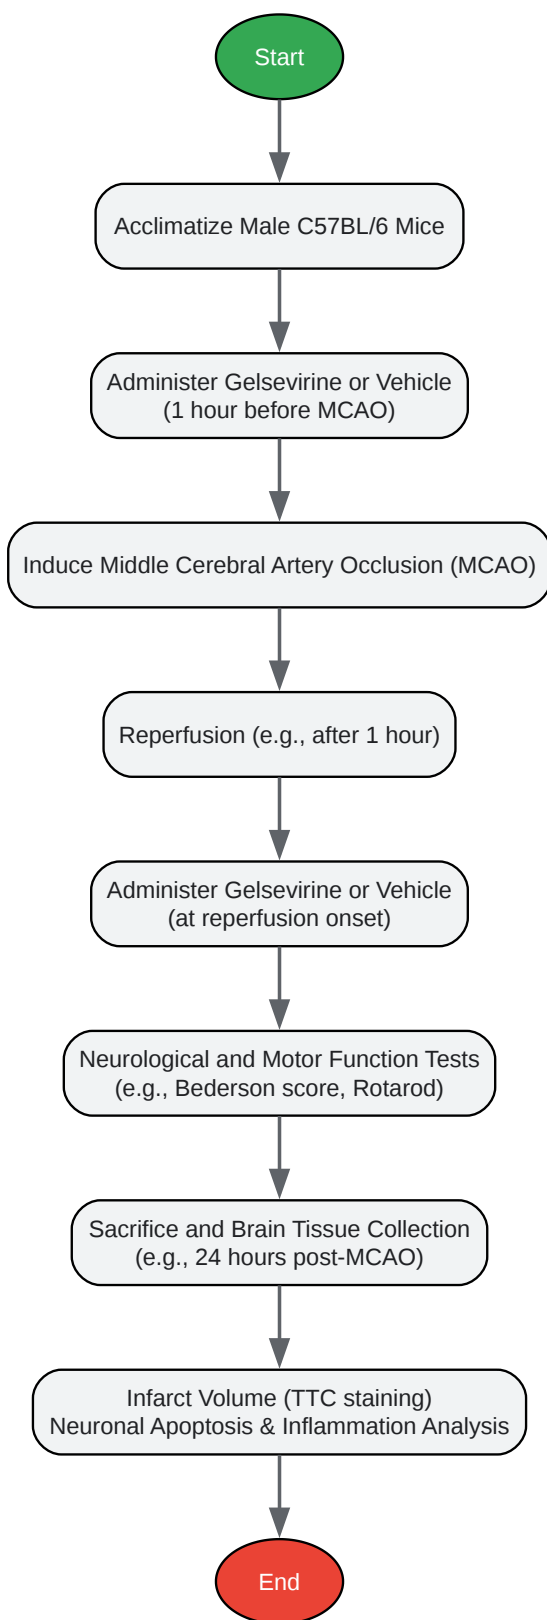 Start
Acclimatize Male C57BL/6 Mice
Administer Gelsevirine or Vehicle
(1 hour before MCAO)
Induce Middle Cerebral Artery Occlusion (MCAO)
Reperfusion (e.g., after 1 hour)
Administer Gelsevirine or Vehicle
(at reperfusion onset)
Neurological and Motor Function Tests
(e.g., Bederson score, Rotarod)
Sacrifice and Brain Tissue Collection
(e.g., 24 hours post-MCAO)
Infarct Volume (TTC staining)
Neuronal Apoptosis & Inflammation Analysis
End